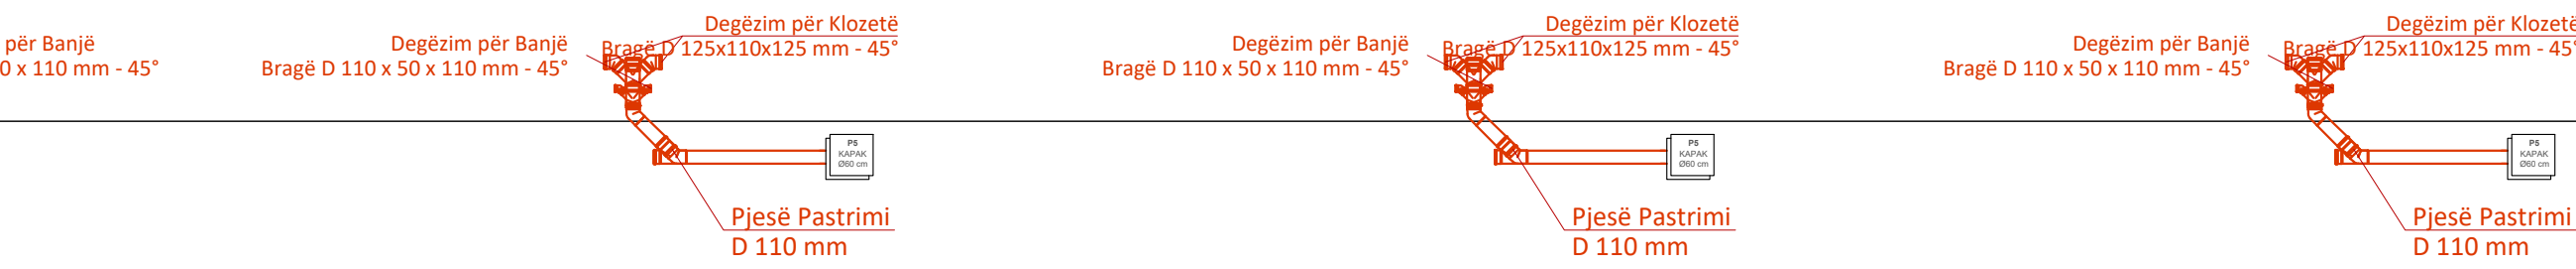 për Banjë
0 x 110 mm - 45°
Degëzim për Banjë
Bragë D 110 x 50 x 110 mm - 45°
Degëzim për Klozetë
Bragë D 125x110x125 mm - 45°
P5
KAPAK
Ø60 cm
Pjesë Pastrimi
D 110 mm
Degëzim për Banjë
Bragë D 110 x 50 x 110 mm - 45°
Degëzim për Klozetë
Bragë D 125x110x125 mm - 45°
P5
KAPAK
Ø60 cm
Pjesë Pastrimi
D 110 mm
Degëzim për Banjë
Bragë D 110 x 50 x 110 mm - 45°
Degëzim për Klozetë
Bragë D 125x110x125 mm - 45°
P5
KAPAK
Ø60 cm
Pjesë Pastrimi
D 110 mm